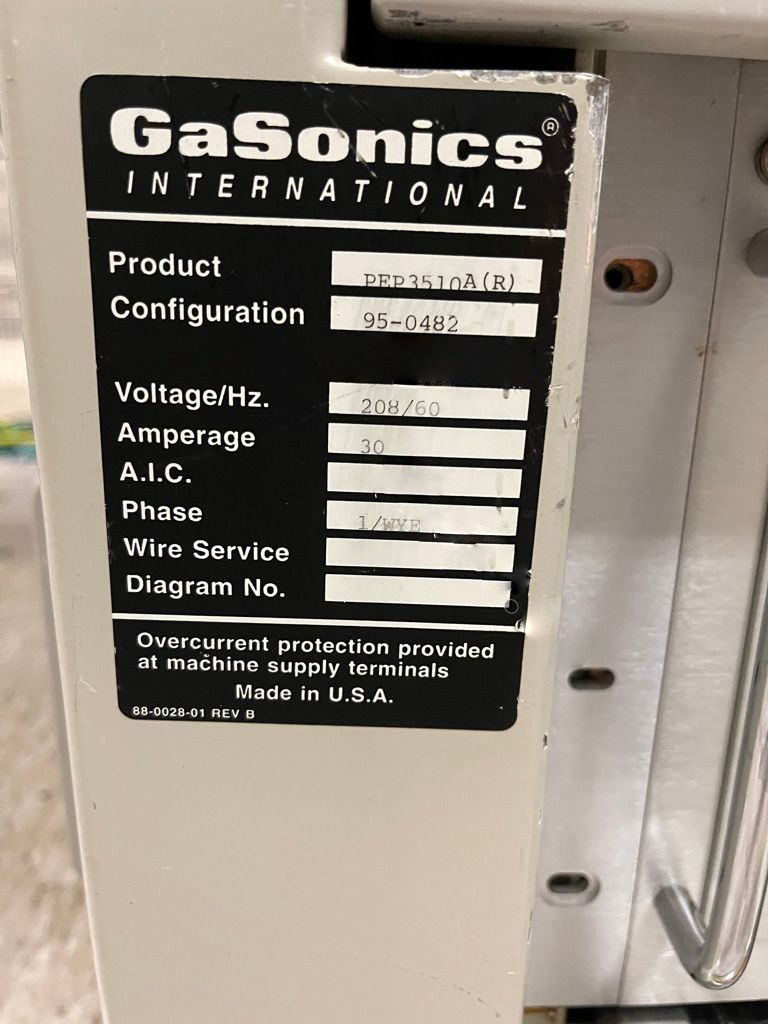 GaSonics®
INTERNATIONAL
Product PEP3510A(R)
Configuration 95-0482
Voltage/Hz. 208/60
Amperage 30
A.I.C.
Phase 1/WYE
Wire Service
Diagram No.
Overcurrent protection provided
at machine supply terminals
Made in U.S.A.
88-0028-01 REV B